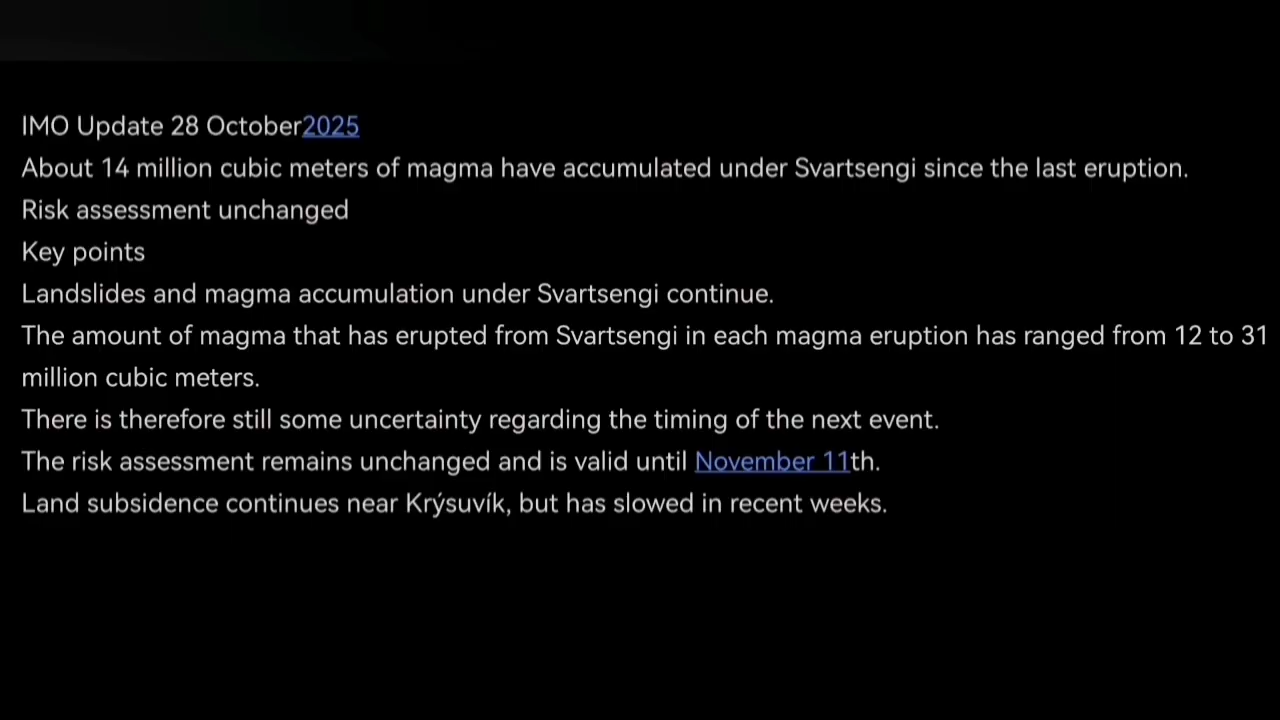 IMO Update 28 October2025
About 14 million cubic meters of magma have accumulated under Svartsengi since the last eruption.
Risk assessment unchanged
Key points
Landslides and magma accumulation under Svartsengi continue.
The amount of magma that has erupted from Svartsengi in each magma eruption has ranged from 12 to 31
million cubic meters.
There is therefore still some uncertainty regarding the timing of the next event.
The risk assessment remains unchanged and is valid until November 11th.
Land subsidence continues near Krýsuvík, but has slowed in recent weeks.